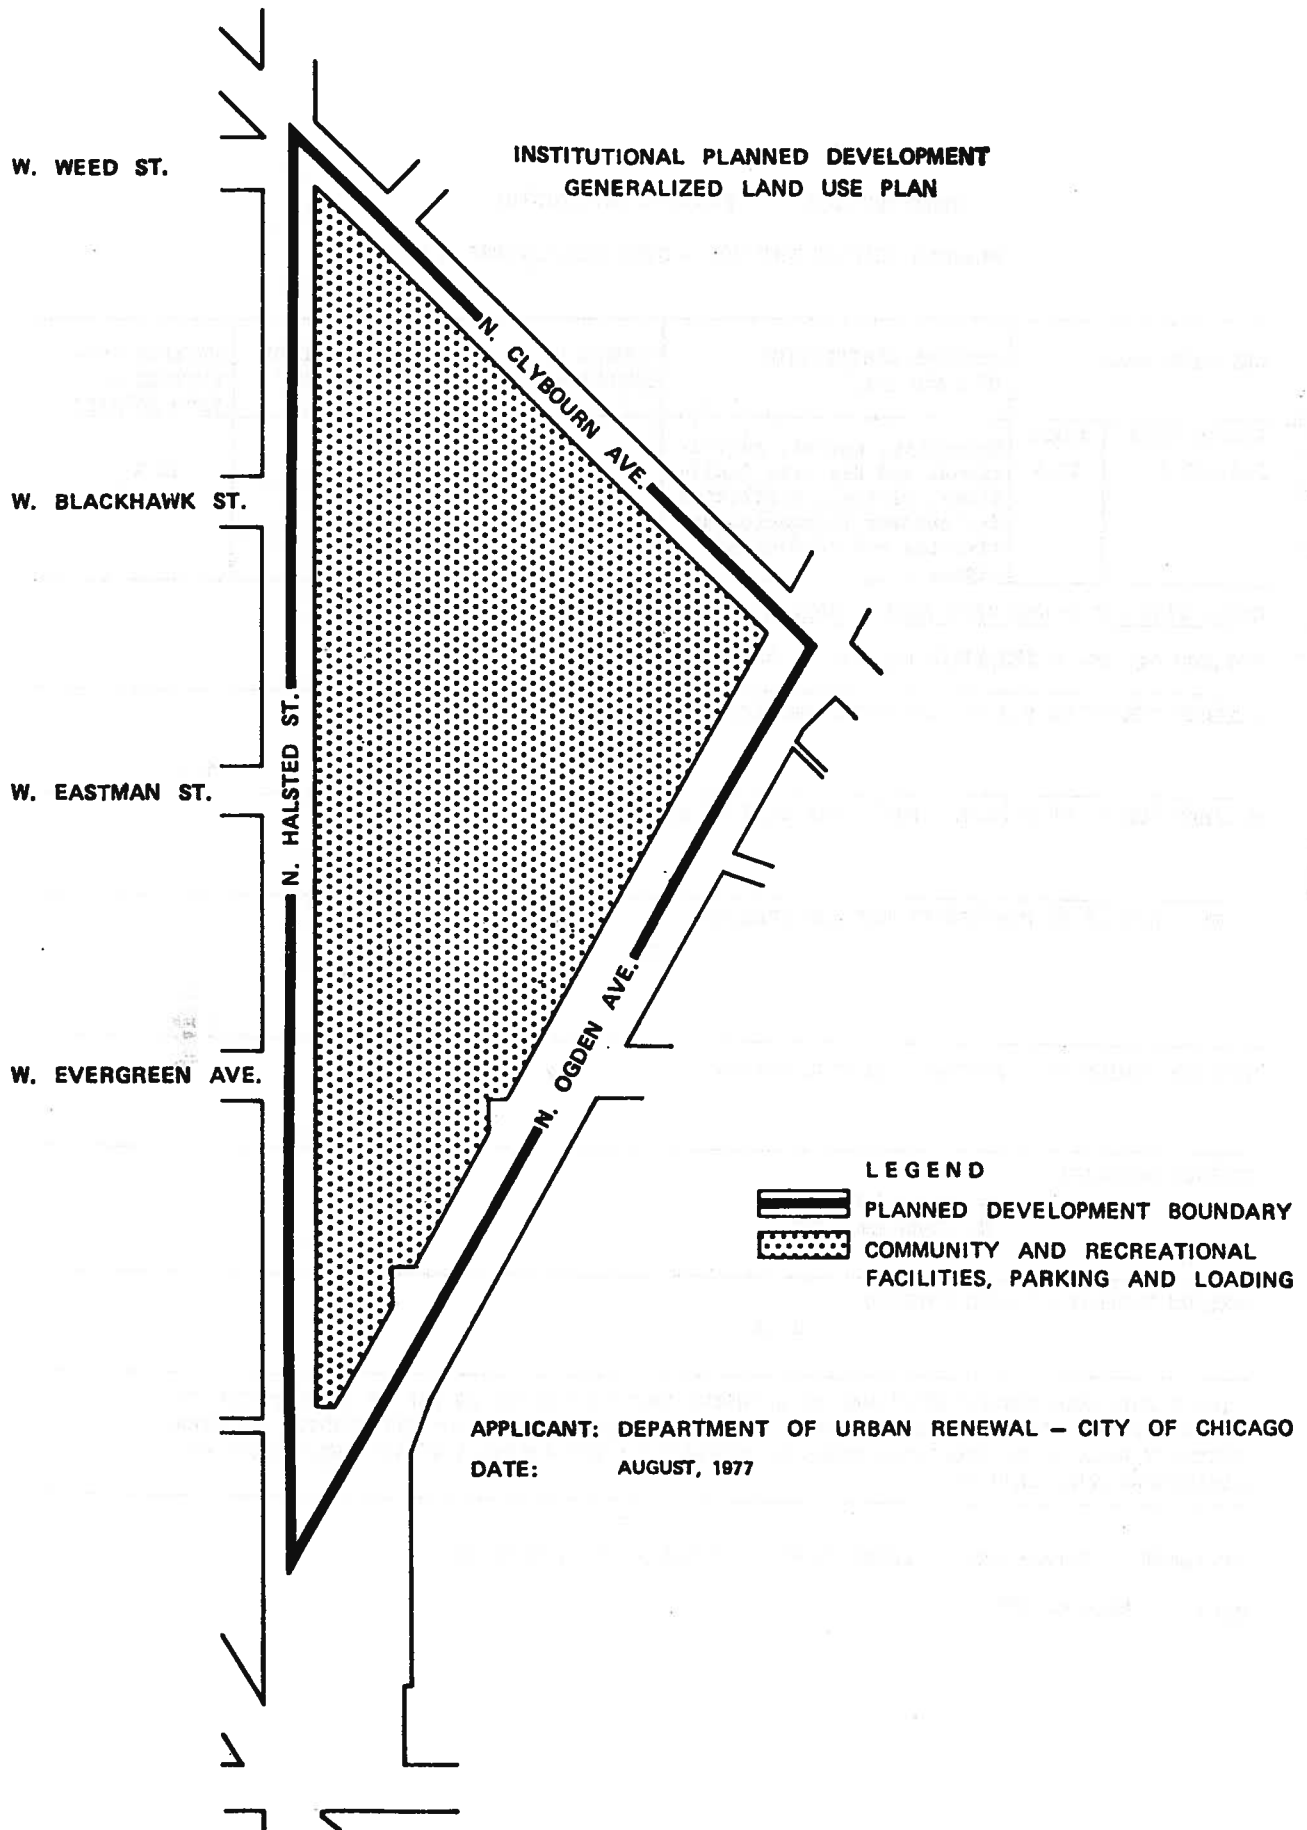 INSTITUTIONAL PLANNED DEVELOPMENT
GENERALIZED LAND USE PLAN
W. WEED ST.
N. CLYBOURN AVE.
W. BLACKHAWK ST.
N. HALSTED ST.
W. EASTMAN ST.
N. OGDEN AVE.
W. EVERGREEN AVE.
LEGEND
PLANNED DEVELOPMENT BOUNDARY
COMMUNITY AND RECREATIONAL
FACILITIES, PARKING AND LOADING
APPLICANT: DEPARTMENT OF URBAN RENEWAL – CITY OF CHICAGO
DATE: AUGUST, 1977